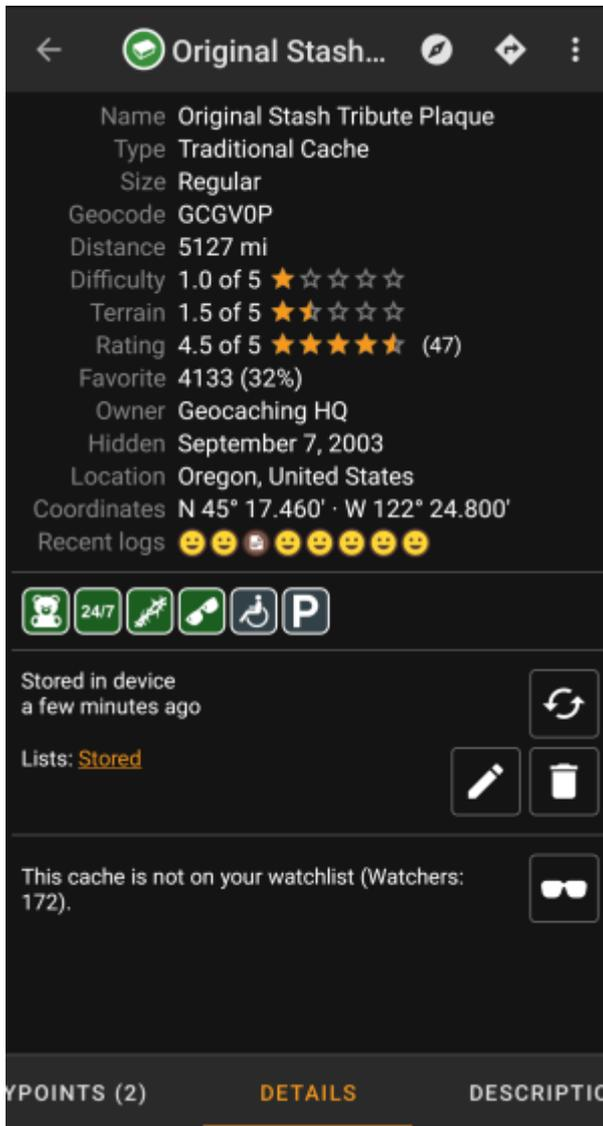 Original Stash...
Name Original Stash Tribute Plaque
Type Traditional Cache
Size Regular
Geocode GCGV0P
Distance 5127 mi
Difficulty 1.0 of 5
Terrain 1.5 of 5
Rating 4.5 of 5 (47)
Favorite 4133 (32%)
Owner Geocaching HQ
Hidden September 7, 2003
Location Oregon, United States
Coordinates N 45° 17.460' · W 122° 24.800'
Recent logs
24/7 P
Stored in device
a few minutes ago
Lists: Stored
This cache is not on your watchlist (Watchers:
172).
YPOINTS (2) DETAILS DESCRIPTIO